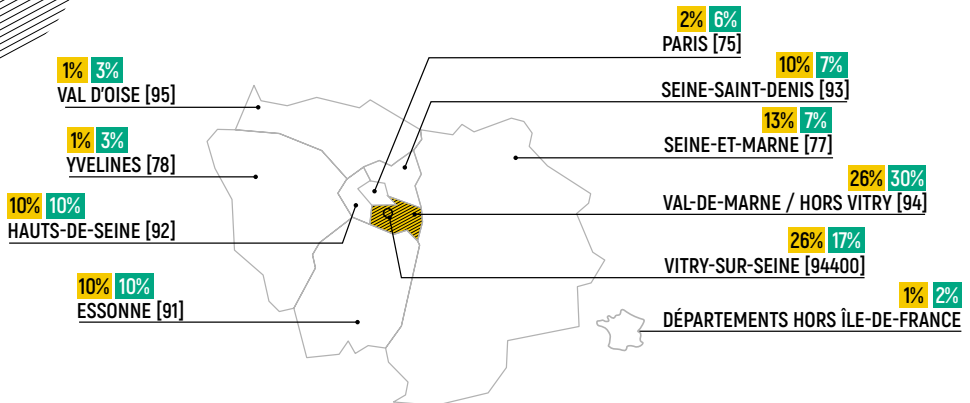 2% 6%
PARIS [75]
1% 3%
VAL D'OISE [95]
10% 7%
SEINE-SAINT-DENIS [93]
13% 7%
SEINE-ET-MARNE [77]
1% 3%
YVELINES [78]
26% 30%
VAL-DE-MARNE / HORS VITRY [94]
10% 10%
HAUTS-DE-SEINE [92]
26% 17%
VITRY-SUR-SEINE [94400]
10% 10%
ESSONNE [91]
1% 2%
DÉPARTEMENTS HORS ÎLE-DE-FRANCE